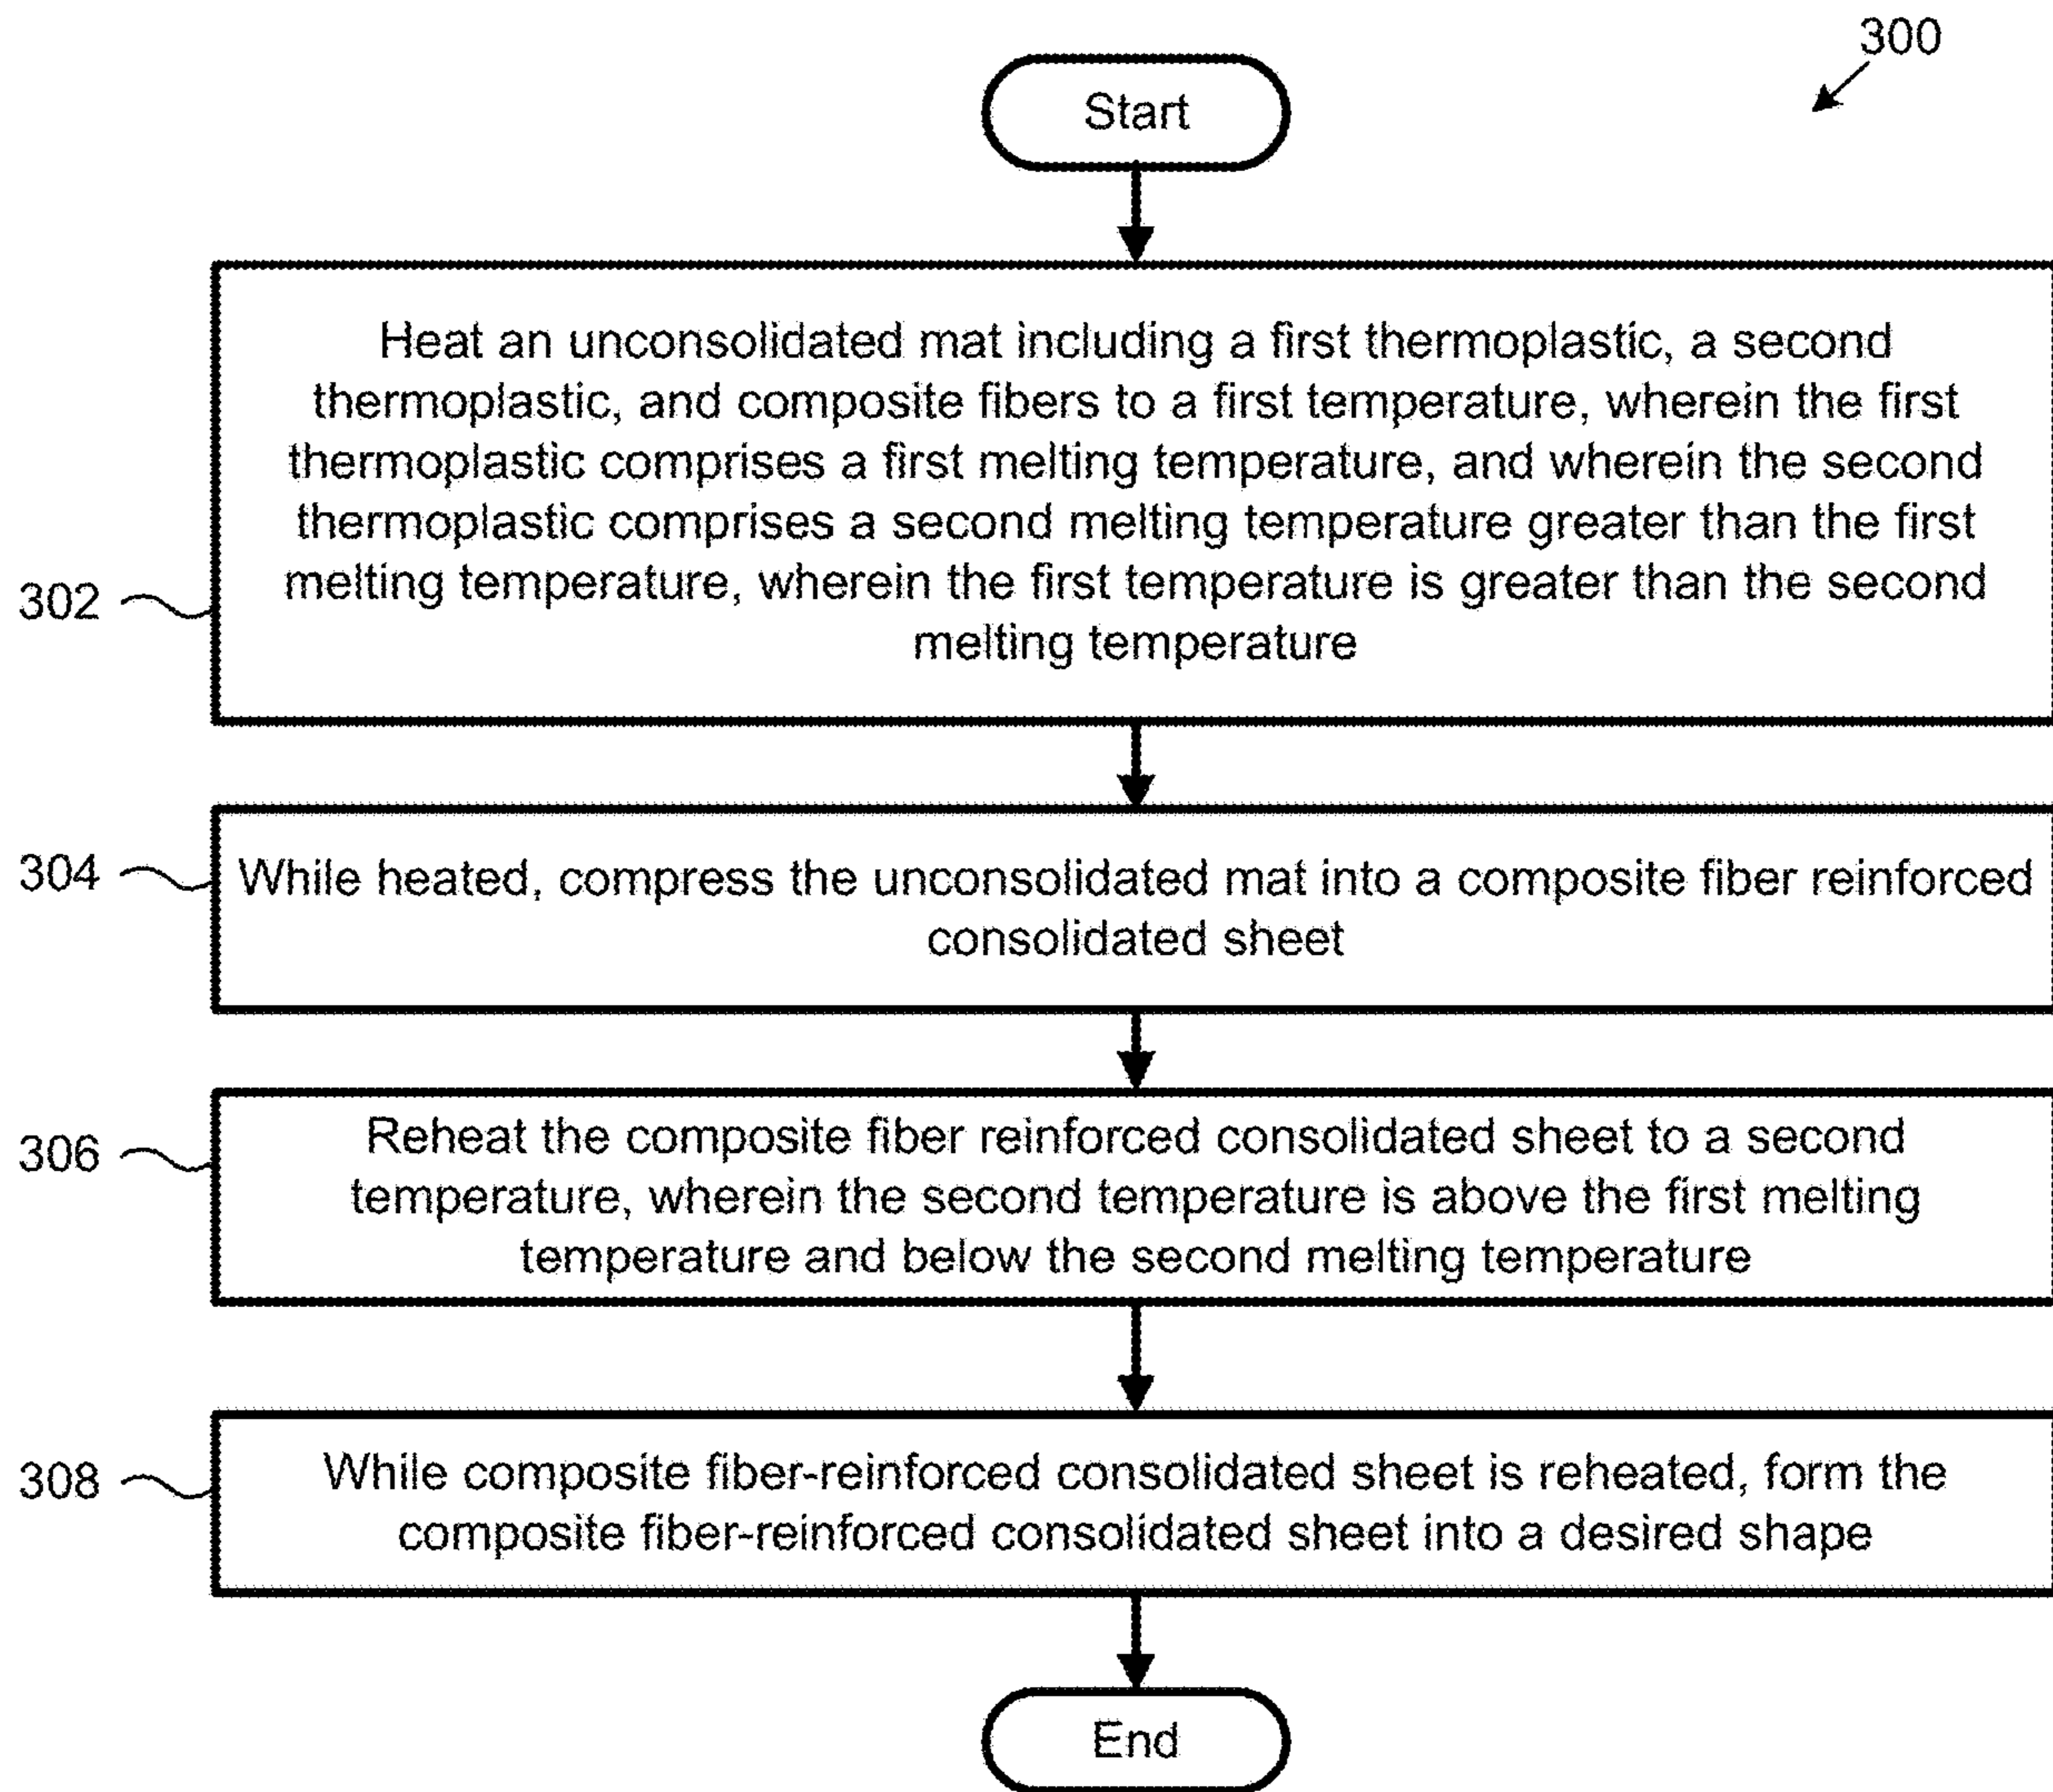 300
Start
Heat an unconsolidated mat including a first thermoplastic, a second
thermoplastic, and composite fibers to a first temperature, wherein the first
thermoplastic comprises a first melting temperature, and wherein the second
thermoplastic comprises a second melting temperature greater than the first
melting temperature, wherein the first temperature is greater than the second
melting temperature
302
While heated, compress the unconsolidated mat into a composite fiber reinforced
consolidated sheet
304
Reheat the composite fiber reinforced consolidated sheet to a second
temperature, wherein the second temperature is above the first melting
temperature and below the second melting temperature
306
While composite fiber-reinforced consolidated sheet is reheated, form the
composite fiber-reinforced consolidated sheet into a desired shape
308
End